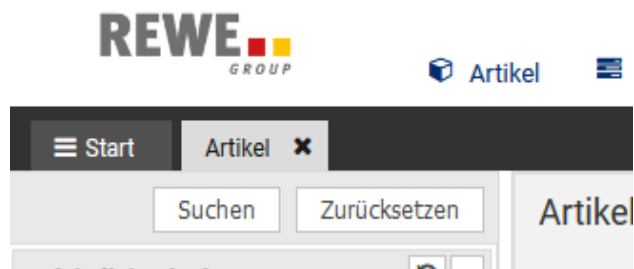 REWE
GROUP
Artikel
Start
Artikel
Suchen
Zurücksetzen
Artikel